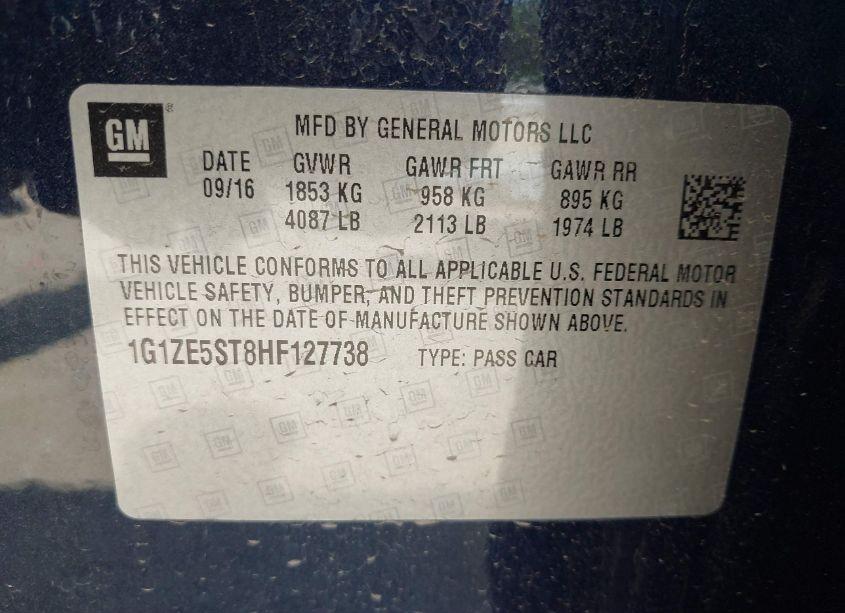 GM
MFD BY GENERAL MOTORS LLC
DATE GVWR GAWR FRT GAWR RR
09/16 1853 KG 958 KG 895 KG
4087 LB 2113 LB 1974 LB
THIS VEHICLE CONFORMS TO ALL APPLICABLE U.S. FEDERAL MOTOR
VEHICLE SAFETY, BUMPER, AND THEFT PREVENTION STANDARDS IN
EFFECT ON THE DATE OF MANUFACTURE SHOWN ABOVE.
1G1ZE5ST8HF127738 TYPE: PASS CAR